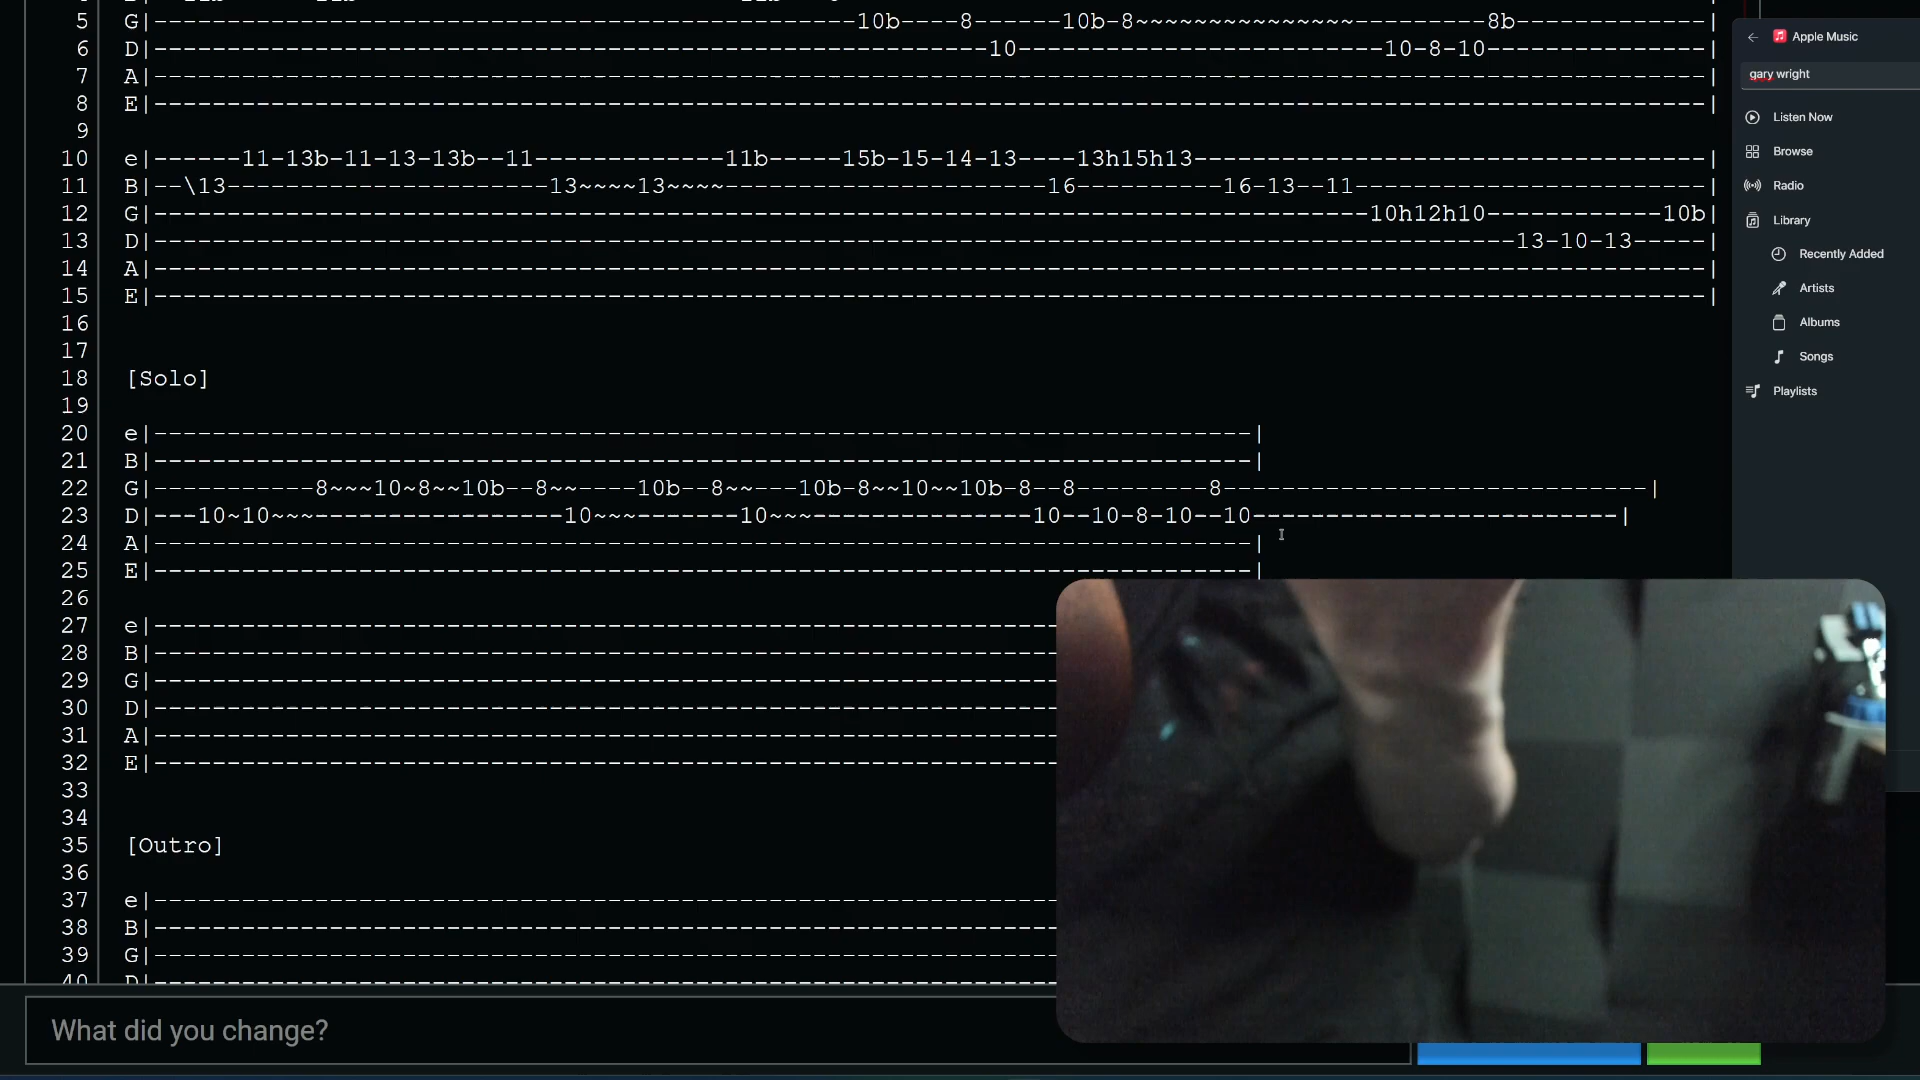 5 G|------------------------------------------------10b----8------10b-8~~~~~~~~~~~~~~~---------8b-------------|
6 D|---------------------------------------------------------10-------------------------10-8-10---------------|
7 A|----------------------------------------------------------------------------------------------------------|
8 E|----------------------------------------------------------------------------------------------------------|
9
10 e|------11-13b-11-13-13b--11-------------11b-----15b-15-14-13----13h15h13-----------------------------------|
11 B|--\13----------------------13~~~~13~~~~----------------------16----------16-13--11------------------------|
12 G|-----------------------------------------------------------------------------------10h12h10------------10b|
13 D|---------------------------------------------------------------------------------------------13-10-13-----|
14 A|----------------------------------------------------------------------------------------------------------|
15 E|----------------------------------------------------------------------------------------------------------|
16
17
18 [Solo]
19
20 e|---------------------------------------------------------------------------|
21 B|---------------------------------------------------------------------------|
22 G|-----------8~~~10~8~~10b--8~~----10b--8~~---10b-8~~10~~10b-8--8---------8-----------------------------|
23 D|---10~10~~~-----------------10~~~-------10~~~---------------10--10-8-10--10-------------------------|
24 A|---------------------------------------------------------------------------|
25 E|---------------------------------------------------------------------------|
26
27 e|--------------------------------------------------------------
28 B|--------------------------------------------------------------
29 G|--------------------------------------------------------------
30 D|--------------------------------------------------------------
31 A|--------------------------------------------------------------
32 E|--------------------------------------------------------------
33
34
35 [Outro]
36
37 e|--------------------------------------------------------------
38 B|--------------------------------------------------------------
39 G|--------------------------------------------------------------
40 D|--------------------------------------------------------------
What did you change?
Apple Music
gary wright
Listen Now
Browse
Radio
Library
Recently Added
Artists
Albums
Songs
Playlists